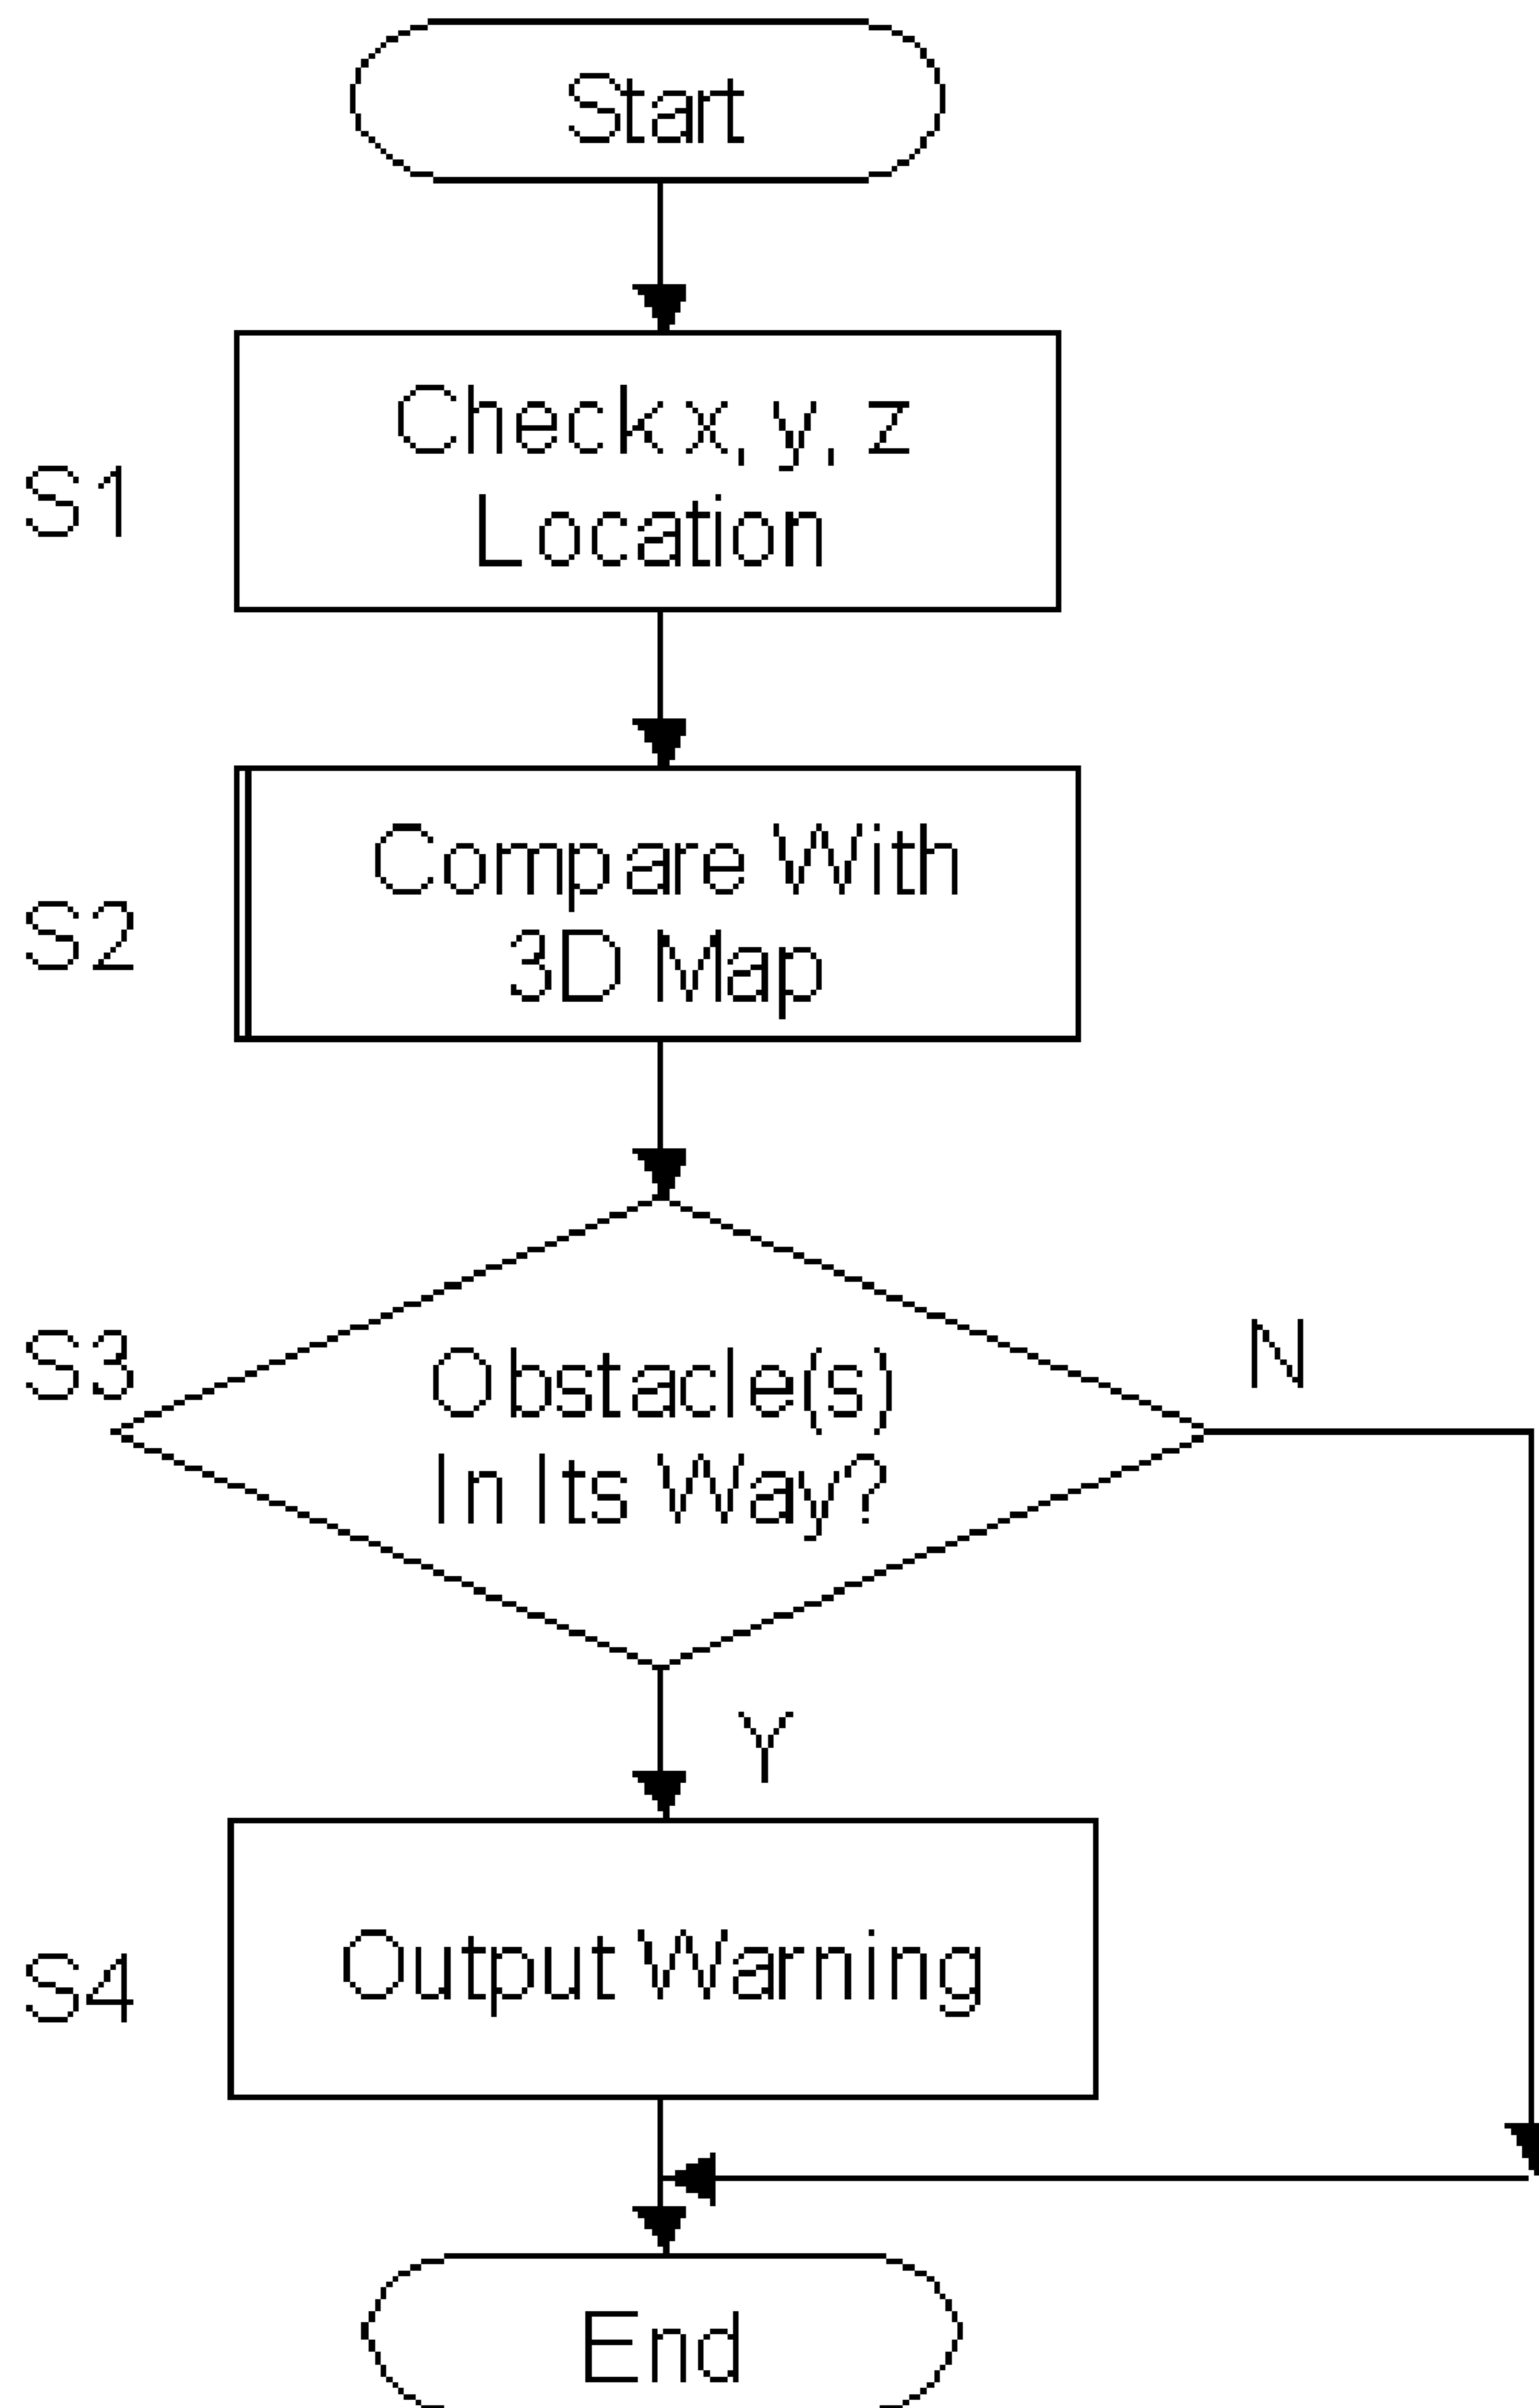 Start
S1
Check x, y, z
Location
S2
Compare With
3D Map
S3
Obstacle(s)
In Its Way?
N
Y
S4
Output Warning
End